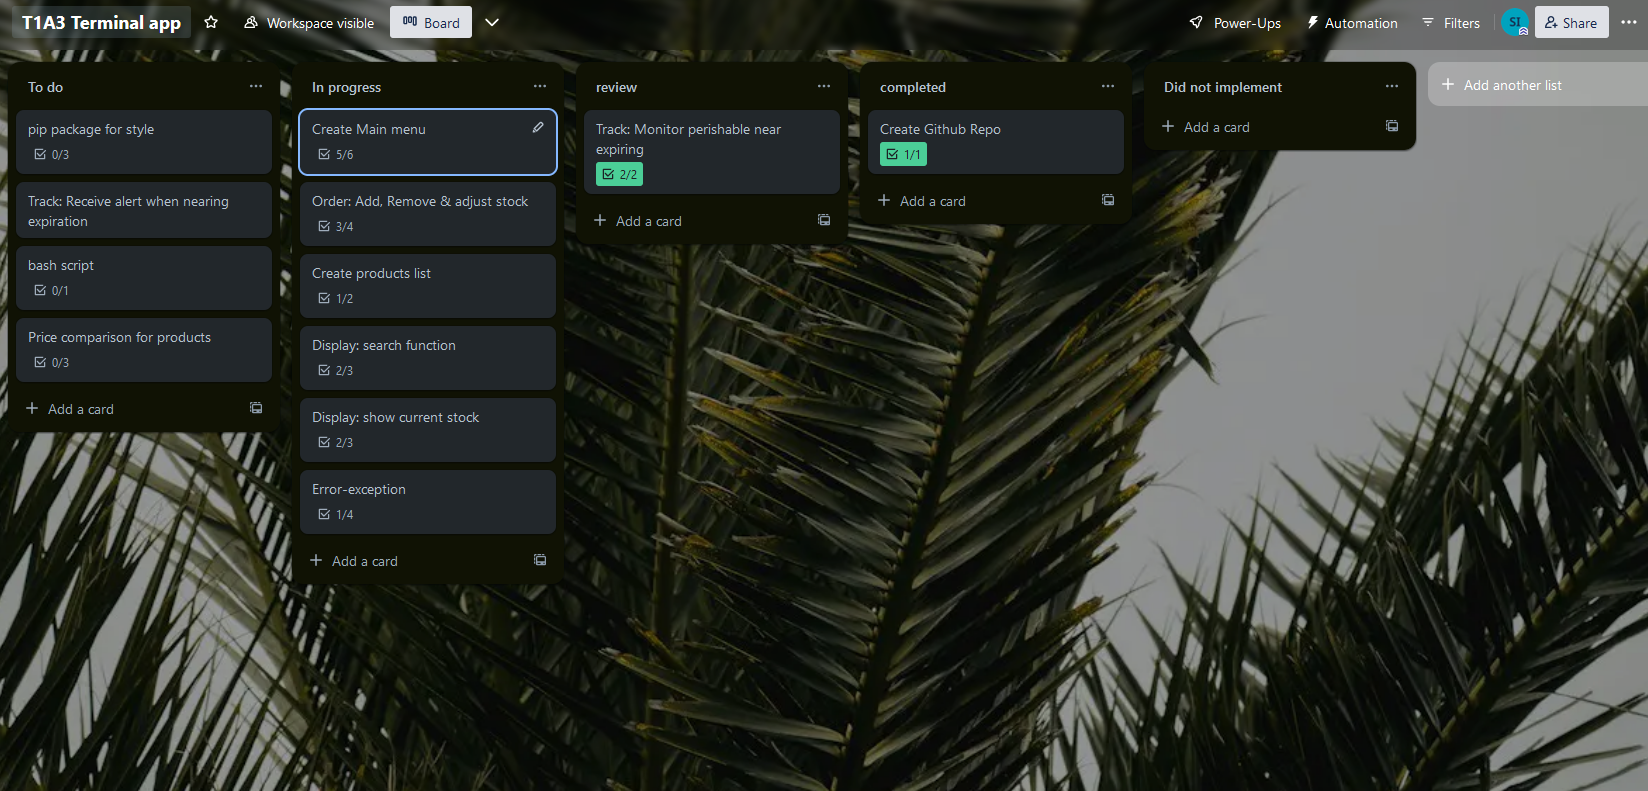 T1A3 Terminal app
Workspace visible
Board
Power-Ups
Automation
Filters
SI
Share
To do
pip package for style
0/3
Track: Receive alert when nearing
expiration
bash script
0/1
Price comparison for products
0/3
Add a card
In progress
Create Main menu
5/6
Order: Add, Remove & adjust stock
3/4
Create products list
1/2
Display: search function
2/3
Display: show current stock
2/3
Error-exception
1/4
Add a card
review
Track: Monitor perishable near
expiring
2/2
Add a card
completed
Create Github Repo
1/1
Add a card
Did not implement
Add a card
Add another list